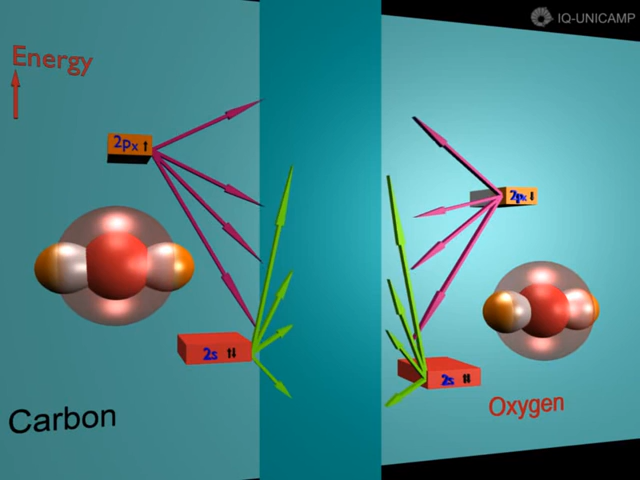 IQ-UNICAMP
Energy
2px ↑
2px ↓
2s ↑↓
2s ↓↓
Oxygen
Carbon